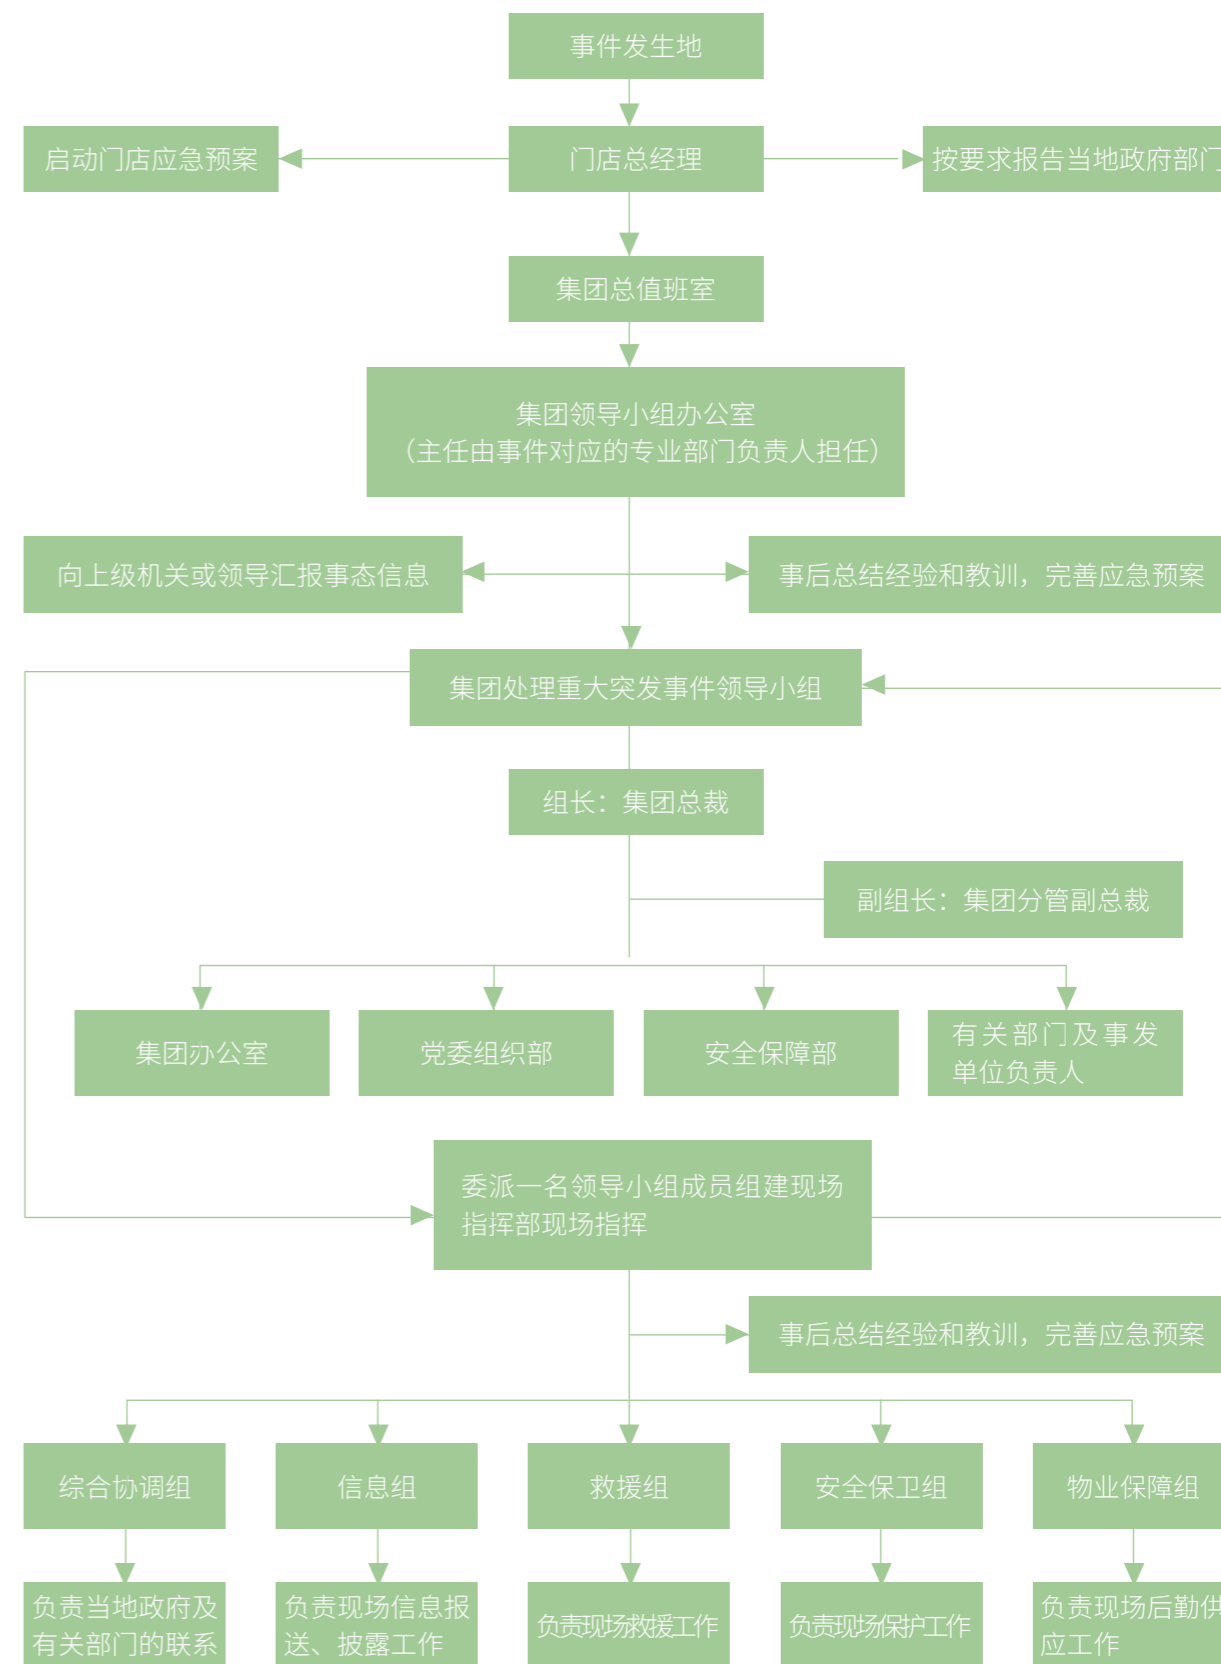 事件发生地
启动门店应急预案
门店总经理
按要求报告当地政府部门
集团总值班室
集团领导小组办公室
（主任由事件对应的专业部门负责人担任）
向上级机关或领导汇报事态信息
事后总结经验和教训，完善应急预案
集团处理重大突发事件领导小组
组长：集团总裁
副组长：集团分管副总裁
集团办公室
党委组织部
安全保障部
有关部门及事发
单位负责人
委派一名领导小组成员组建现场
指挥部现场指挥
事后总结经验和教训，完善应急预案
综合协调组
信息组
救援组
安全保卫组
物业保障组
负责当地政府及
有关部门的联系
负责现场信息报
送、披露工作
负责现场救援工作
负责现场保护工作
负责现场后勤供
应工作